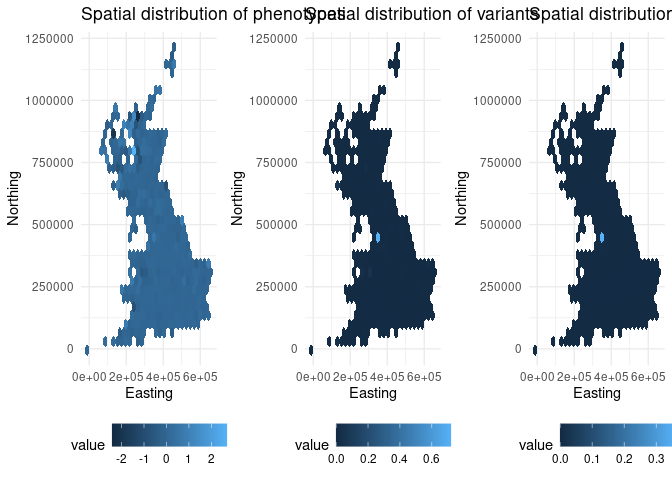 Spatial distribution of phenotypes
Spatial distribution of variants
Spatial distribution
1250000
1000000
750000
500000
250000
0
Northing
0e+00 2e+05 4e+05 6e+05
Easting
value
-2 -1 0 1 2
1250000
1000000
750000
500000
250000
0
Northing
0e+00 2e+05 4e+05 6e+05
Easting
value
0.0 0.2 0.4 0.6
1250000
1000000
750000
500000
250000
0
Northing
0e+00 2e+05 4e+05 6e+05
Easting
value
0.0 0.1 0.2 0.3